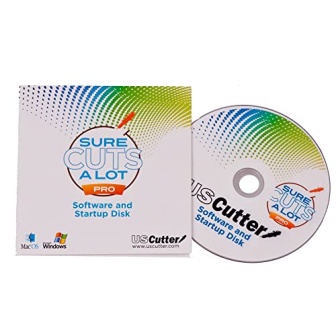 SURE
CUTS
A LOT
PRO
Software and
Startup Disk
MacOS
Windows
USCutter
www.uscutter.com
USCutter
Software and
Startup Disk
SURE
CUTS
A LOT
PRO